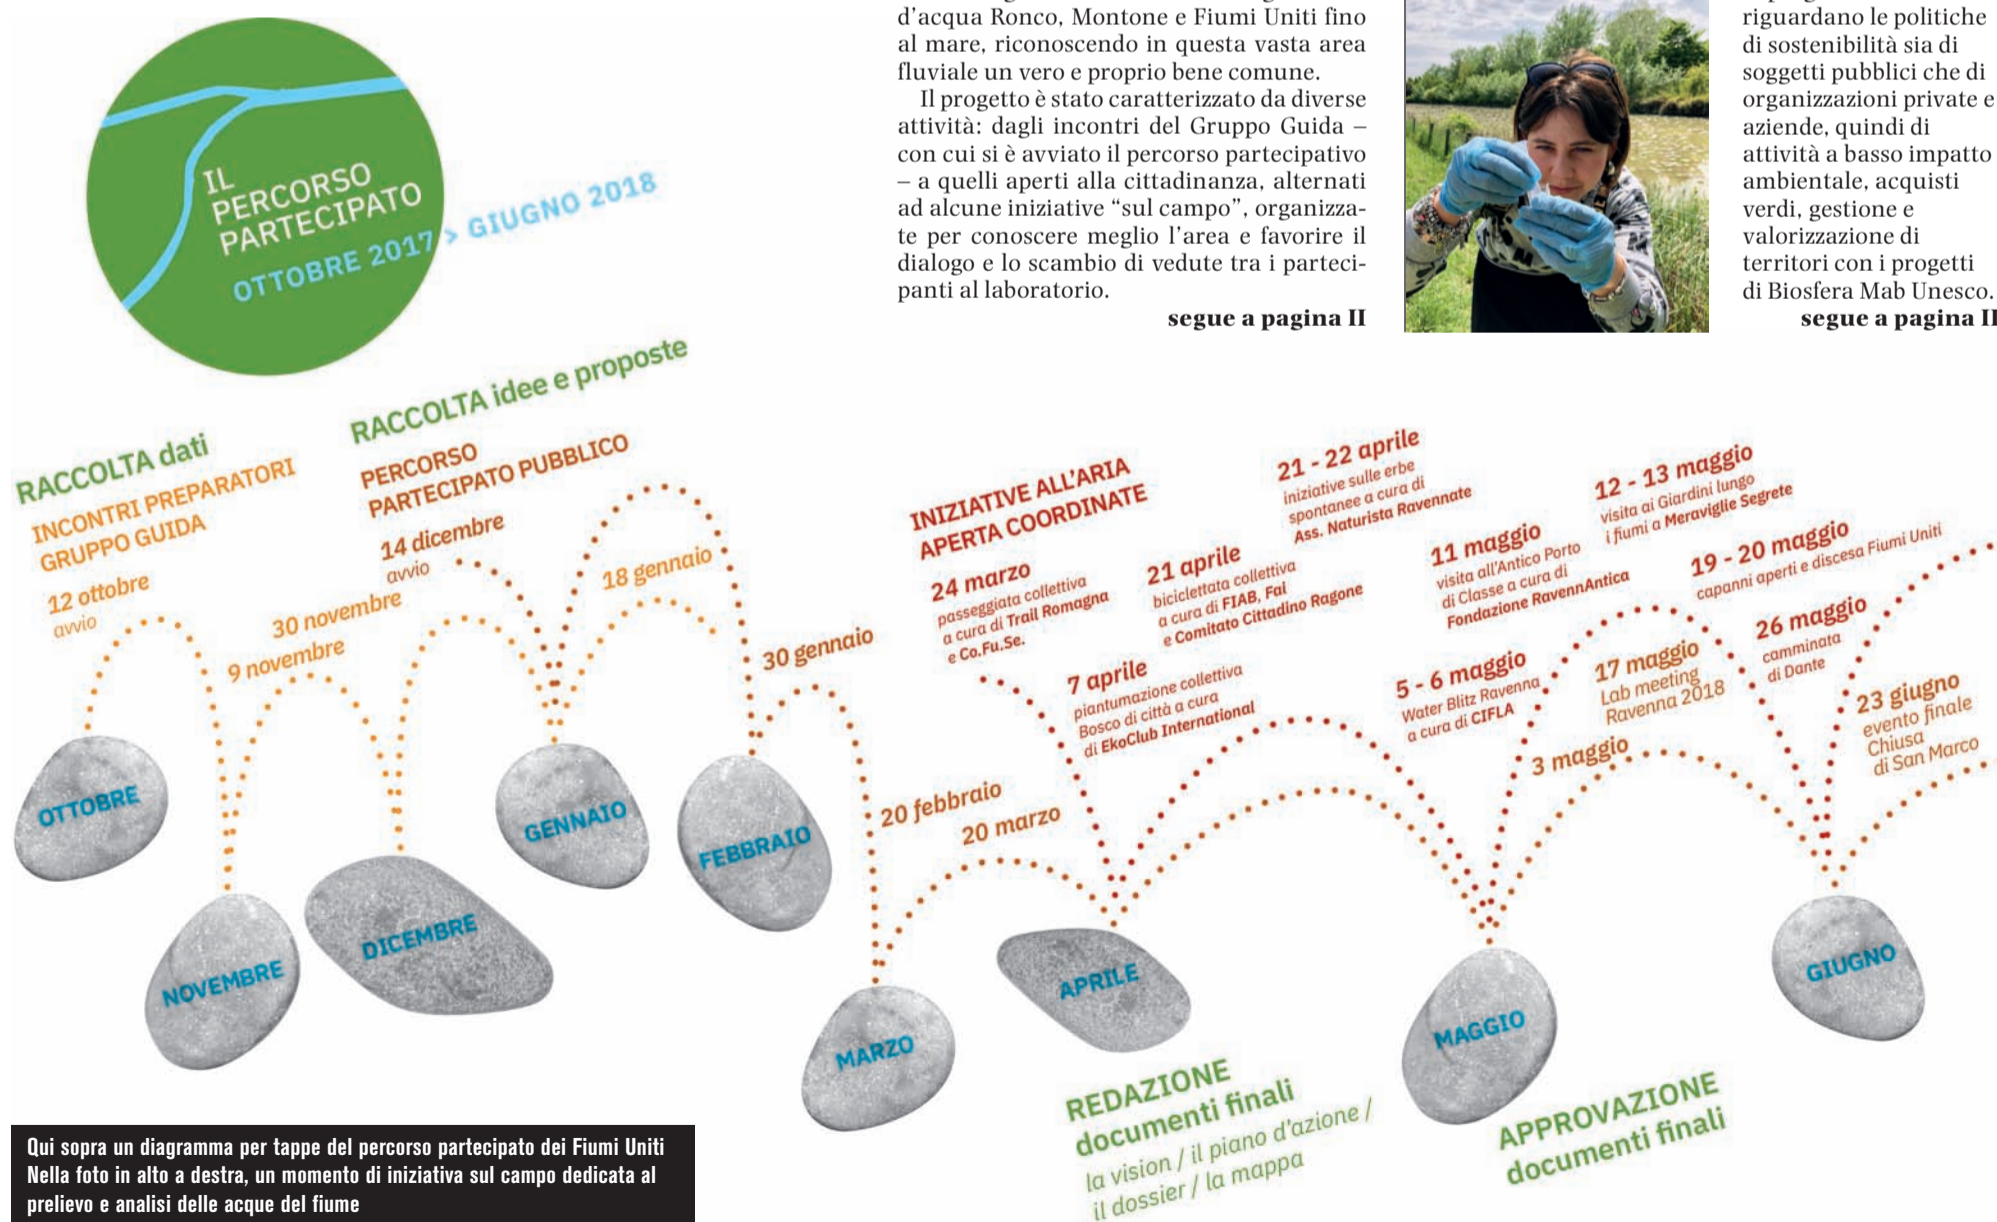 IL
PERCORSO
PARTECIPATO
OTTOBRE 2017 > GIUGNO 2018
d’acqua Ronco, Montone e Fiumi Uniti fino
al mare, riconoscendo in questa vasta area
fluviale un vero e proprio bene comune.
Il progetto è stato caratterizzato da diverse
attività: dagli incontri del Gruppo Guida –
con cui si è avviato il percorso partecipativo
– a quelli aperti alla cittadinanza, alternati
ad alcune iniziative “sul campo”, organizza-
te per conoscere meglio l’area e favorire il
dialogo e lo scambio di vedute tra i parteci-
panti al laboratorio.
segue a pagina II
riguardano le politiche
di sostenibilità sia di
soggetti pubblici che di
organizzazioni private e
aziende, quindi di
attività a basso impatto
ambientale, acquisti
verdi, gestione e
valorizzazione di
territori con i progetti
di Biosfera Mab Unesco.
segue a pagina II
RACCOLTA dati
INCONTRI PREPARATORI
GRUPPO GUIDA
12 ottobre
avvio
9 novembre
30 novembre
RACCOLTA idee e proposte
PERCORSO
PARTECIPATO PUBBLICO
14 dicembre
avvio
18 gennaio
30 gennaio
20 febbraio
20 marzo
INIZIATIVE ALL’ARIA
APERTA COORDINATE
24 marzo
passeggiata collettiva
a cura di Trail Romagna
e Co.Fu.Se.
7 aprile
piantumazione collettiva
Bosco di città a cura
di EkoClub International
21 aprile
biciclettata collettiva
a cura di FIAB, Fai
e Comitato Cittadino Ragone
21 - 22 aprile
iniziative sulle erbe
spontanee a cura di
Ass. Naturista Ravennate
5 - 6 maggio
Water Blitz Ravenna
a cura di CIFLA
11 maggio
visita all’Antico Porto
di Classe a cura di
Fondazione RavennAntica
12 - 13 maggio
visita ai Giardini lungo
i fiumi a Meraviglie Segrete
19 - 20 maggio
capanni aperti e discesa Fiumi Uniti
26 maggio
camminata
di Dante
3 maggio
17 maggio
Lab meeting
Ravenna 2018
23 giugno
evento finale
Chiusa
di San Marco
OTTOBRE
NOVEMBRE
DICEMBRE
GENNAIO
FEBBRAIO
MARZO
APRILE
MAGGIO
GIUGNO
REDAZIONE
documenti finali
la vision / il piano d’azione /
il dossier / la mappa
APPROVAZIONE
documenti finali
Qui sopra un diagramma per tappe del percorso partecipato dei Fiumi Uniti
Nella foto in alto a destra, un momento di iniziativa sul campo dedicata al
prelievo e analisi delle acque del fiume